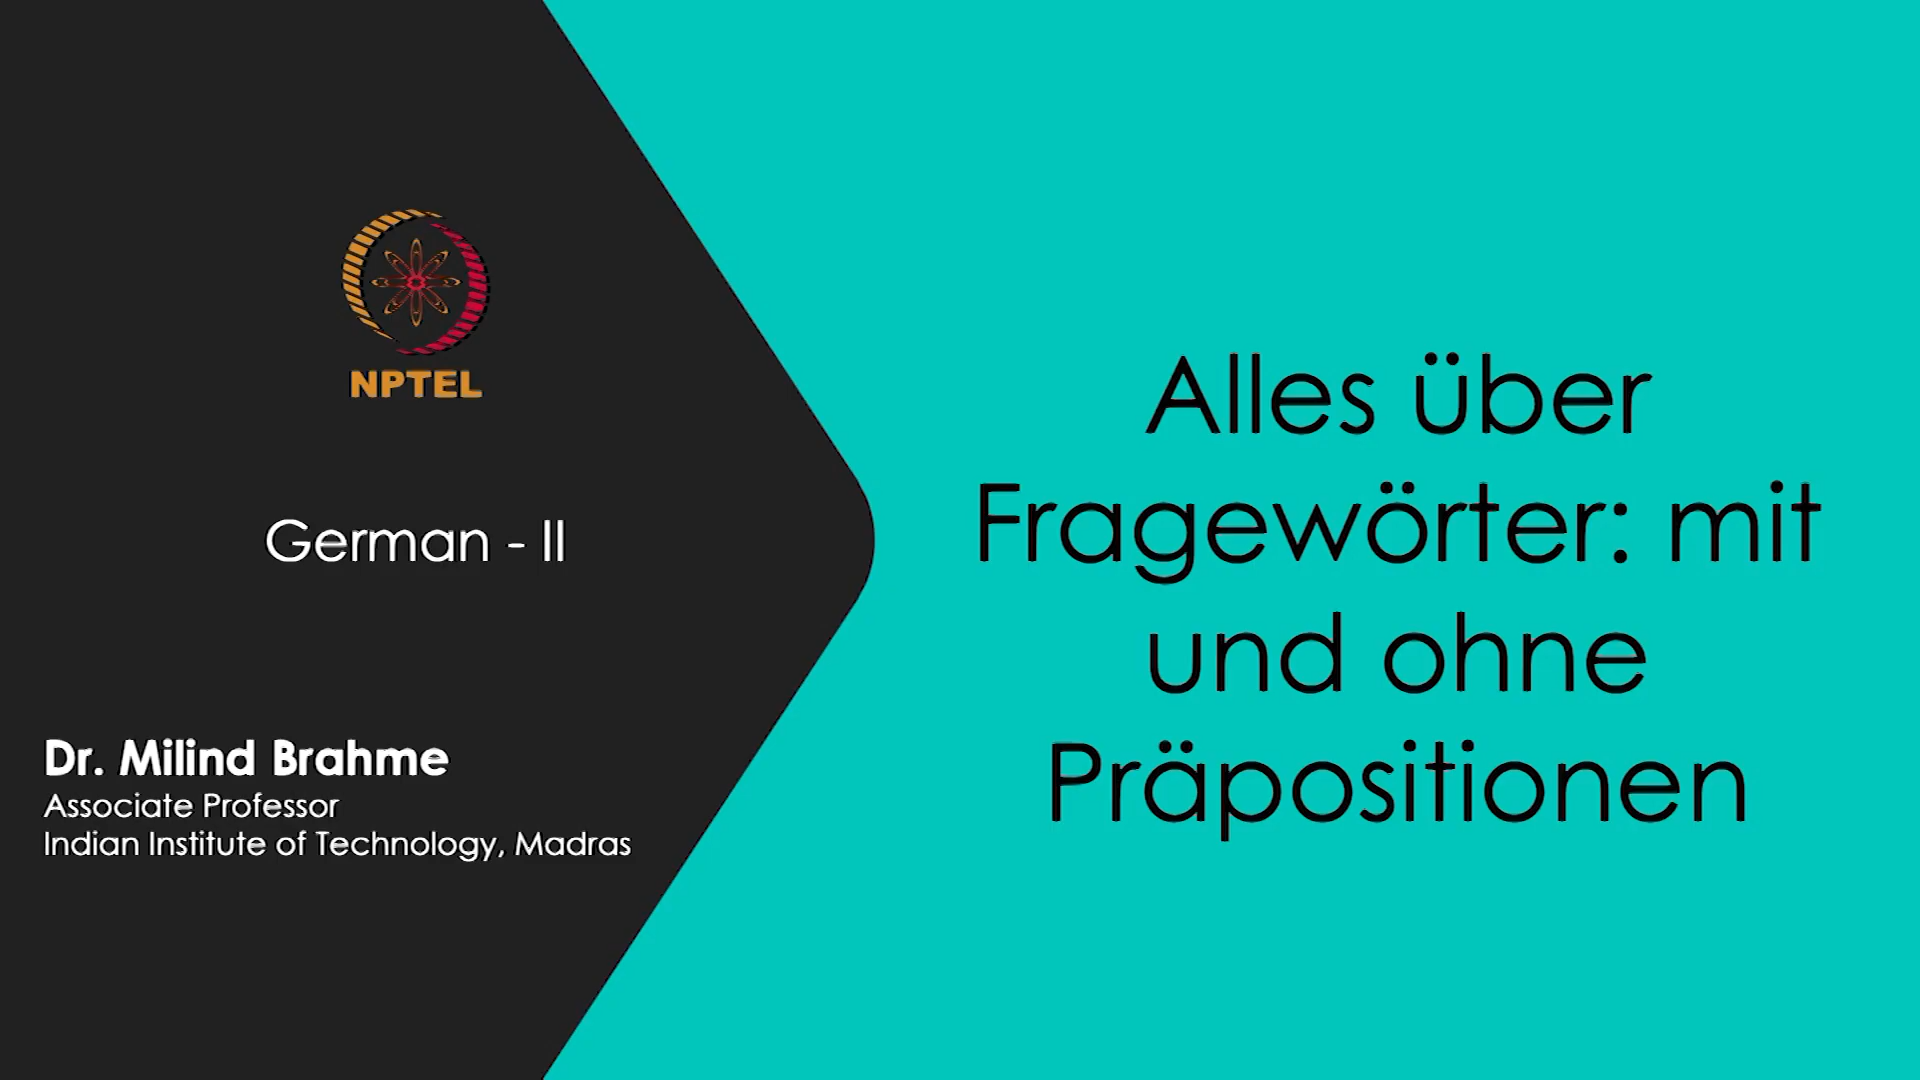 NPTEL
German - II
Dr. Milind Brahme
Associate Professor
Indian Institute of Technology, Madras
Alles über
Fragewörter: mit
und ohne
Präpositionen